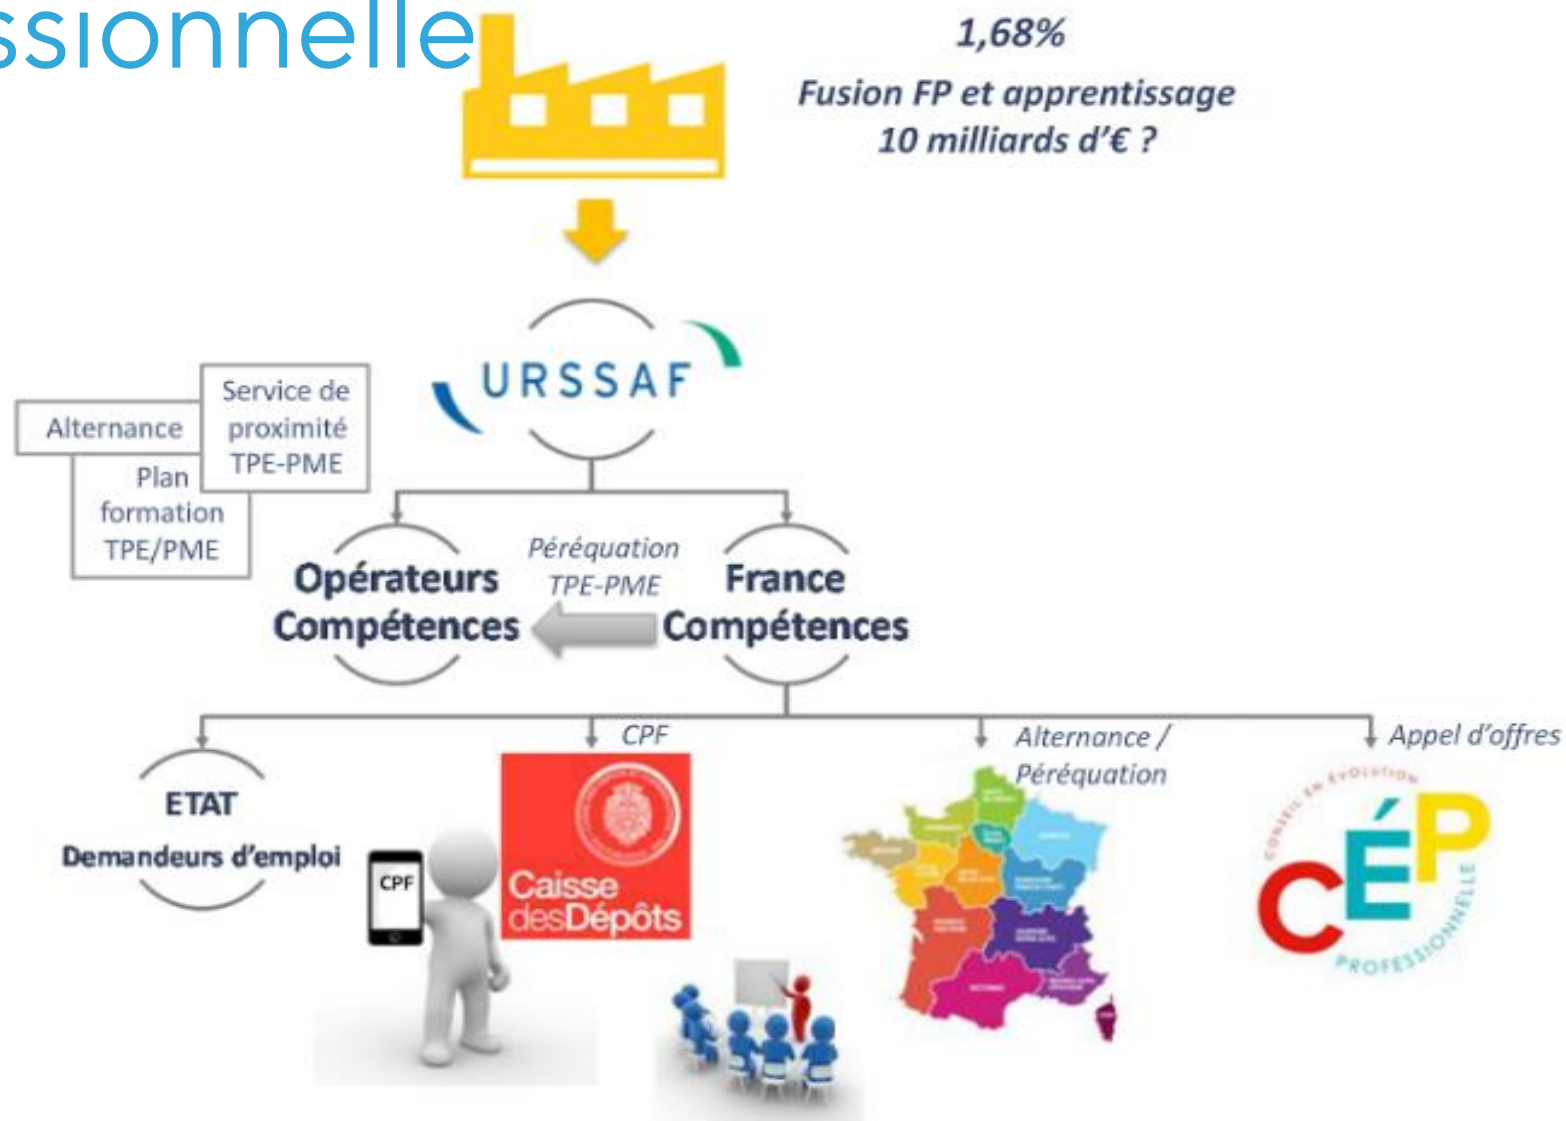 ssionnelle
1,68%
Fusion FP et apprentissage
10 milliards d'€ ?
URSSAF
Service de
proximité
TPE-PME
Alternance
Plan
formation
TPE/PME
Opérateurs
Compétences
Péréquation
TPE-PME
France
Compétences
ETAT
Demandeurs d'emploi
CPF
CPF
Caisse
desDépôts
Alternance /
Péréquation
Appel d'offres
CONSEIL EN ÉVOLUTION
CÉP
PROFESSIONNELLE